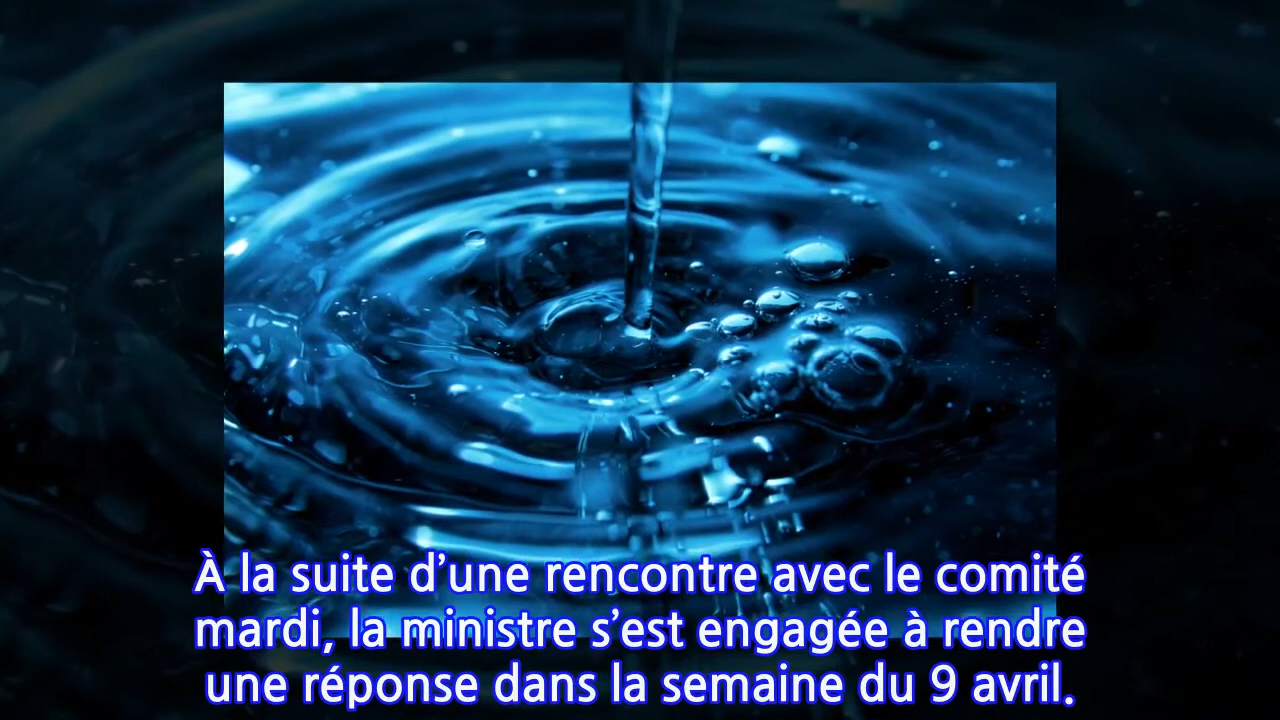 À la suite d’une rencontre avec le comité
mardi, la ministre s’est engagée à rendre
une réponse dans la semaine du 9 avril.